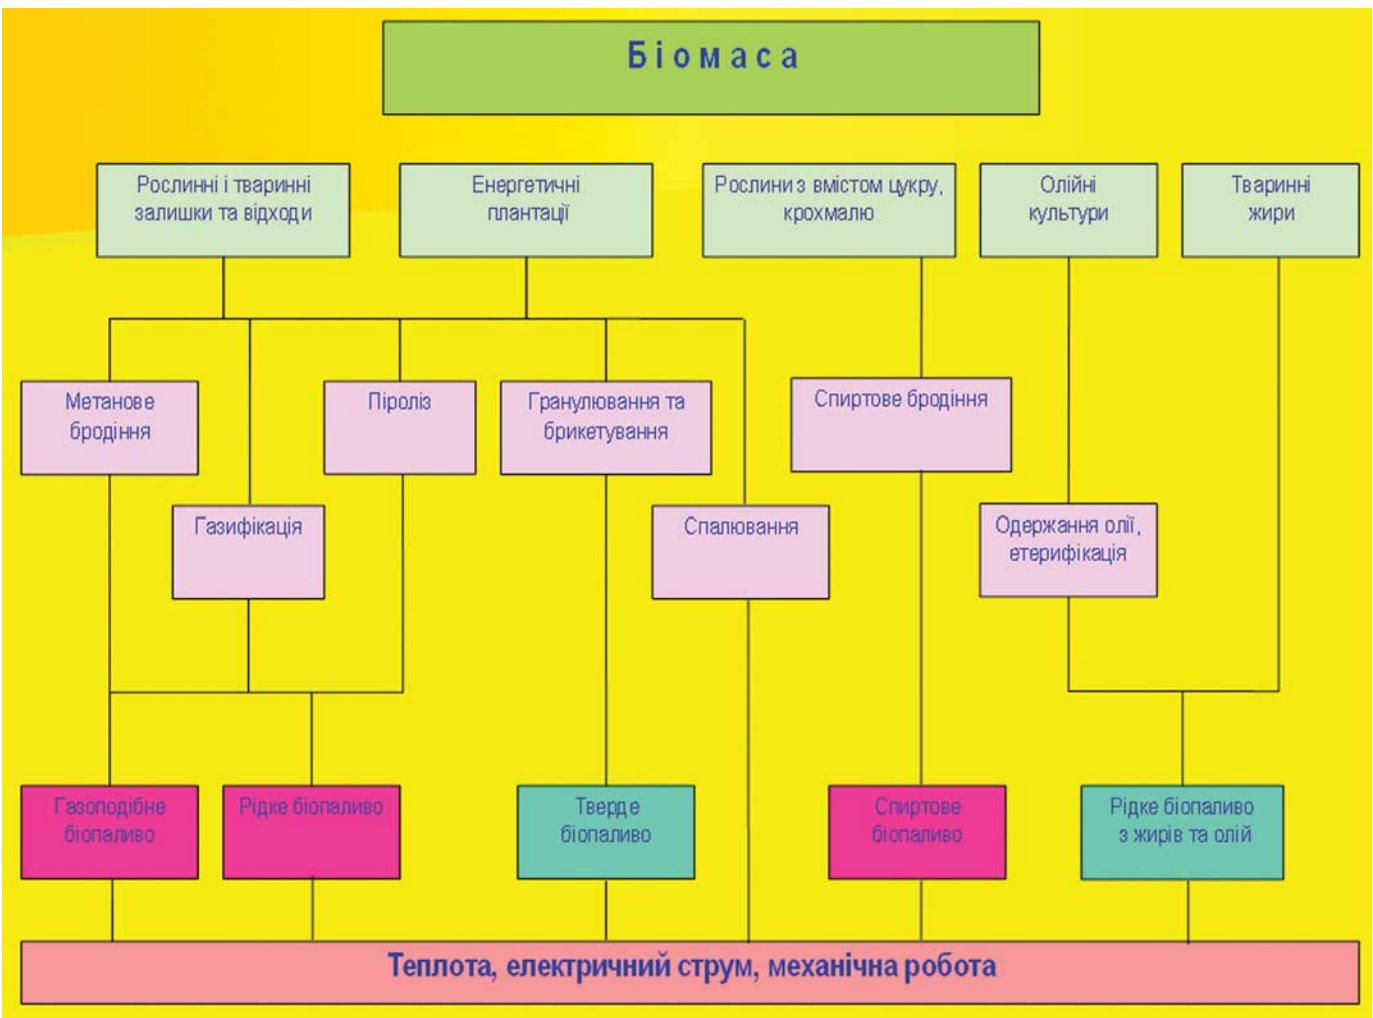 Біомаса
Рослинні і тваринні
залишки та відходи
Енергетичні
плантації
Рослини з вмістом цукру,
крохмалю
Олійні
культури
Тваринні
жири
Метанове
бродіння
Піроліз
Гранулювання та
брикетування
Спиртове бродіння
Газифікація
Спалювання
Одержання олії,
етерифікація
Газоподібне
біопаливо
Рідке біопаливо
Тверде
біопаливо
Спиртове
біопаливо
Рідке біопаливо
з жирів та олій
Теплота, електричний струм, механічна робота